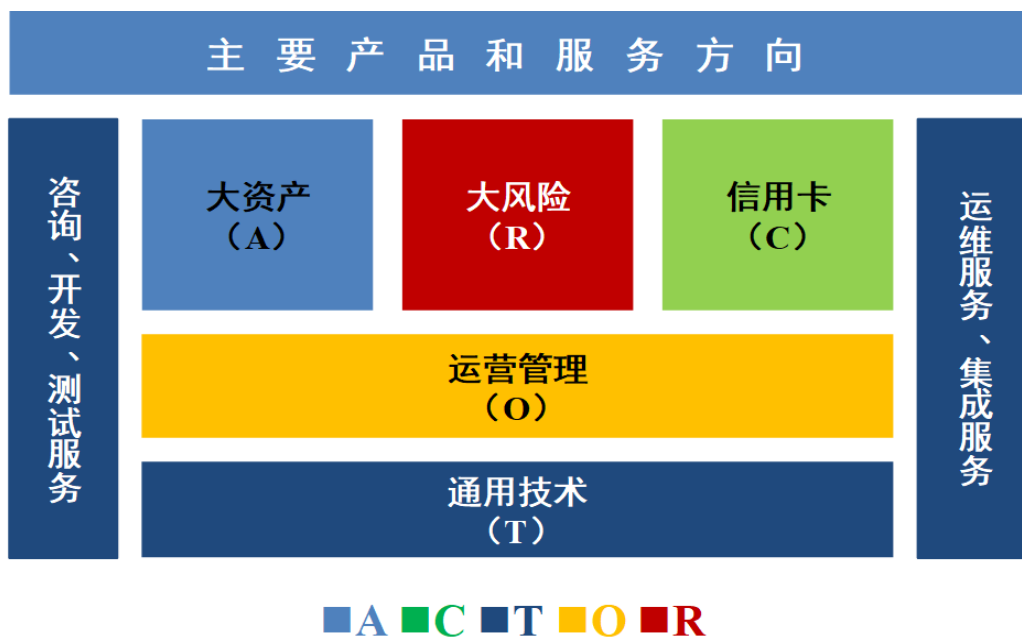 主要产品和服务方向
咨询、开发、测试服务
大资产
（A）
大风险
（R）
信用卡
（C）
运营管理
（O）
通用技术
（T）
运维服务、集成服务
A C T O R